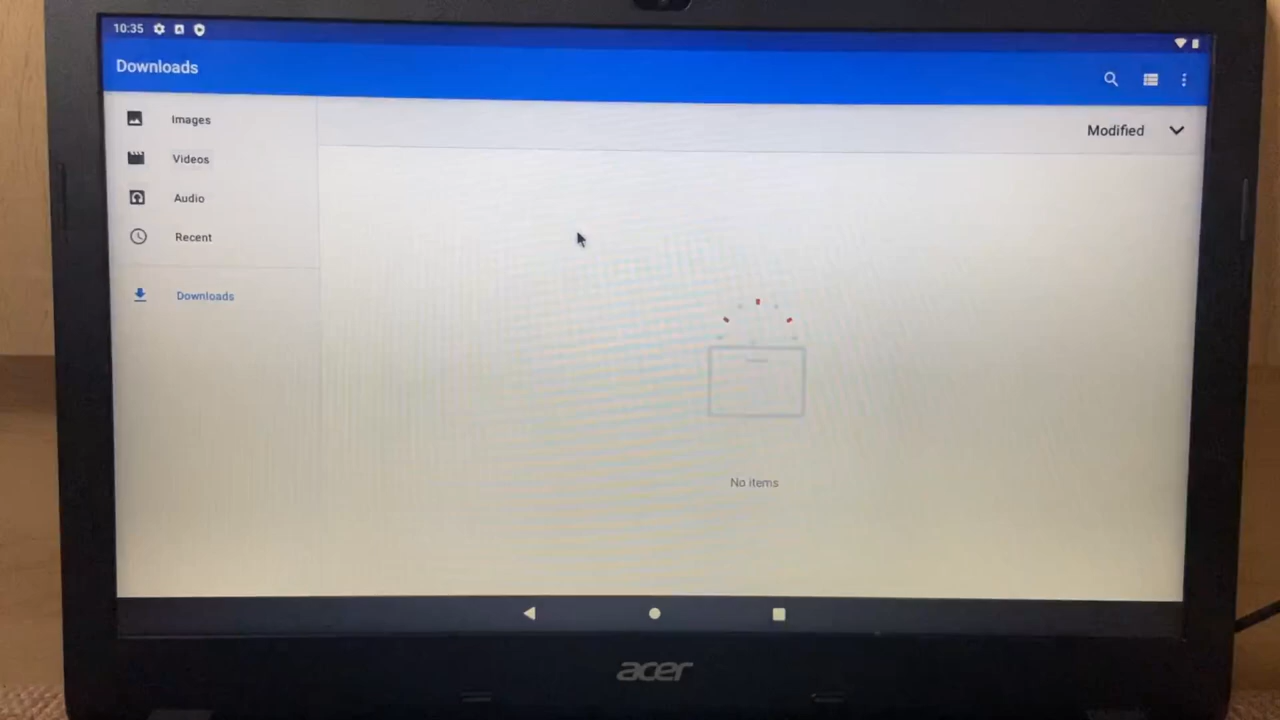 10:35
Downloads
Images
Modified
Videos
Audio
Recent
Downloads
No items
acer